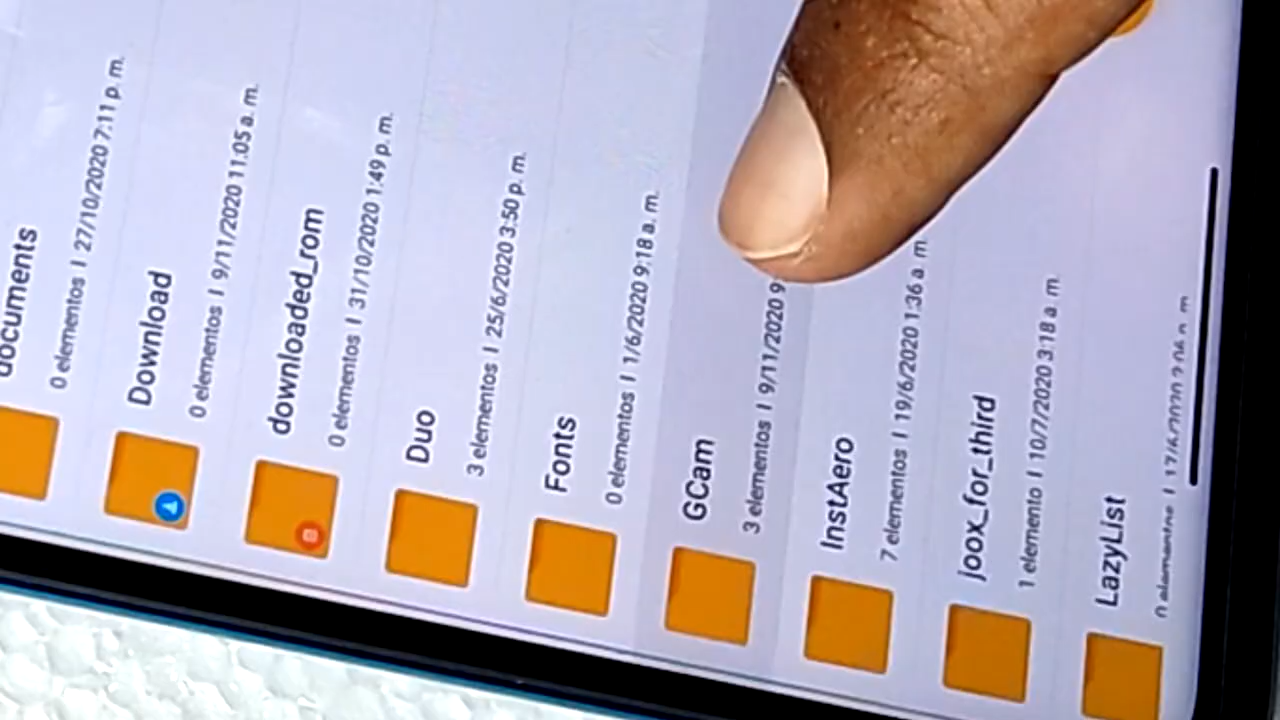 documents
0 elementos | 27/10/2020 7:11 p. m.
Download
0 elementos | 9/11/2020 11:05 a. m.
downloaded_rom
0 elementos | 31/10/2020 1:49 p. m.
Duo
3 elementos | 25/6/2020 3:50 p. m.
Fonts
0 elementos | 1/6/2020 9:18 a. m.
GCam
3 elementos | 9/11/2020 9
InstAero
7 elementos | 19/6/2020 1:36 a. m.
joox_for_third
1 elemento | 10/7/2020 3:18 a. m.
LazyList
0 elementos |